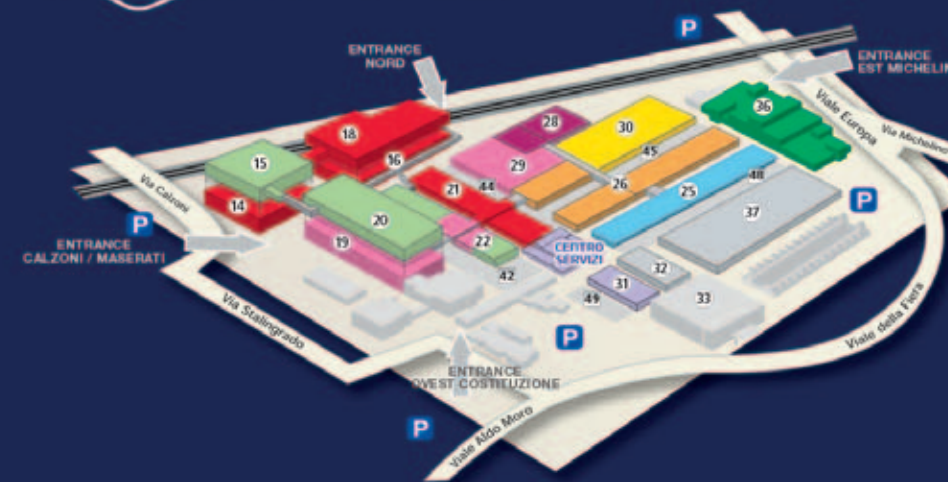 P
ENTRANCE
NORD
ENTRANCE
EST MICHELIN
28
36
18
30
Viale Europa
Via Michelino
15
16
29
45
Via Calzoni
21
44
26
25
48
14
20
37
P
P
ENTRANCE
CALZONI / MASERATI
19
22
CENTRO
SERVIZI
42
32
31
33
49
Via Stalingrado
P
Viale della Fiera
ENTRANCE
OVEST COSTITUZIONE
P
Viale Aldo Moro